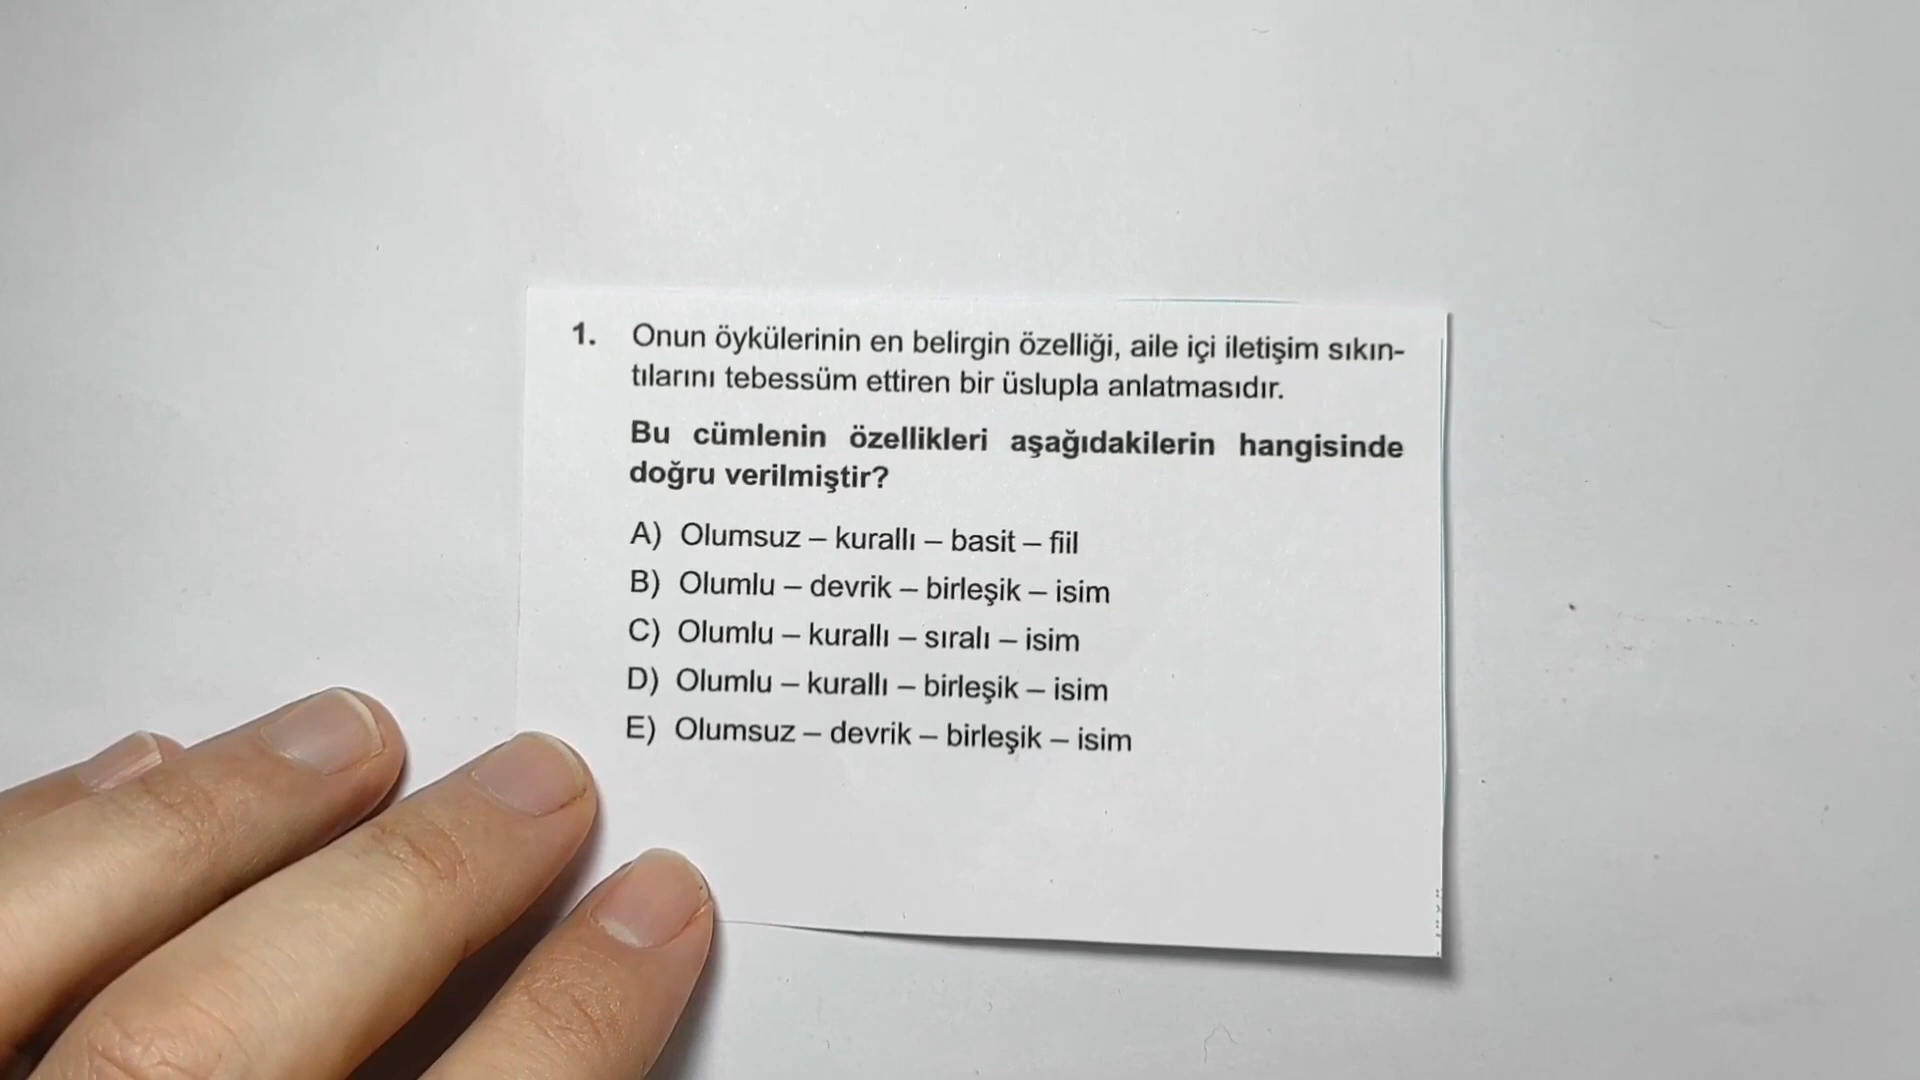 1. Onun öykülerinin en belirgin özelliği, aile içi iletişim sıkın-
tılarını tebessüm ettiren bir üslupla anlatmasıdır.
Bu cümlenin özellikleri aşağıdakilerin hangisinde
doğru verilmiştir?
A) Olumsuz – kurallı – basit – fiil
B) Olumlu – devrik – birleşik – isim
C) Olumlu – kurallı – sıralı – isim
D) Olumlu – kurallı – birleşik – isim
E) Olumsuz – devrik – birleşik – isim